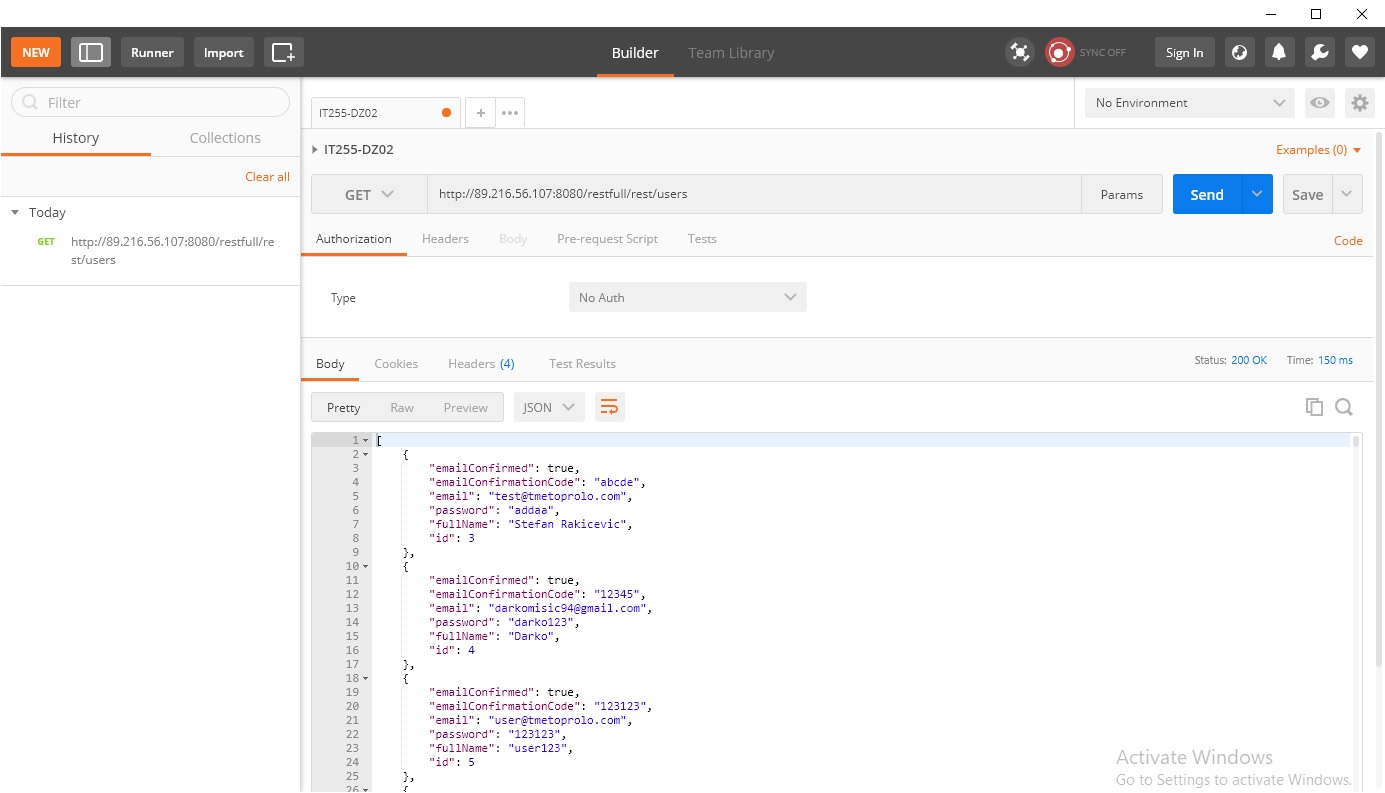 NEW Runner Import Builder Team Library SYNC OFF Sign In
Filter
History Collections
Clear all
Today
GET http://89.216.56.107:8080/restfull/re
st/users
IT255-DZ02 + ••• No Environment
IT255-DZ02 Examples (0)
GET http://89.216.56.107:8080/restfull/rest/users Params Send Save
Authorization Headers Body Pre-request Script Tests Code
Type No Auth
Body Cookies Headers (4) Test Results Status: 200 OK Time: 150 ms
Pretty Raw Preview JSON
1 [
2 {
3 "emailConfirmed": true,
4 "emailConfirmationCode": "abcde",
5 "email": "test@tmetoprolo.com",
6 "password": "addaa",
7 "fullName": "Stefan Rakicevic",
8 "id": 3
9 },
10 {
11 "emailConfirmed": true,
12 "emailConfirmationCode": "12345",
13 "email": "darkomisic94@gmail.com",
14 "password": "darko123",
15 "fullName": "Darko",
16 "id": 4
17 },
18 {
19 "emailConfirmed": true,
20 "emailConfirmationCode": "123123",
21 "email": "user@tmetoprolo.com",
22 "password": "123123",
23 "fullName": "user123",
24 "id": 5
25 },
26 {
Activate Windows
Go to Settings to activate Windows.